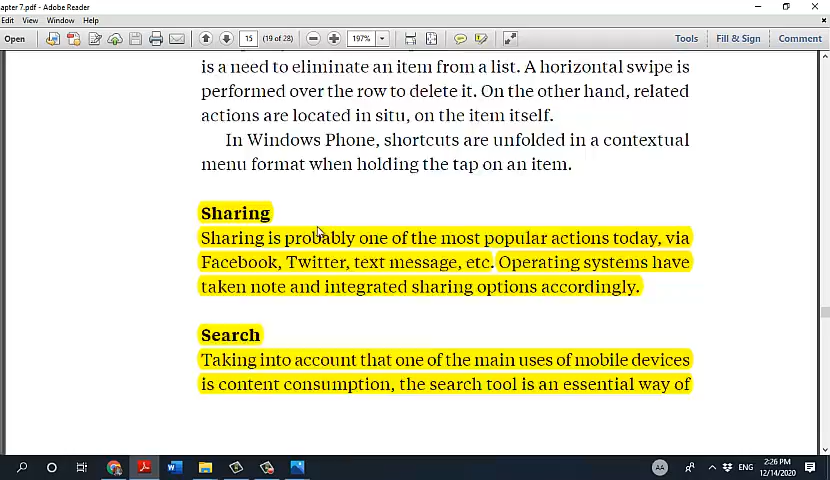 apter 7.pdf - Adobe Reader
Edit View Window Help
Open 15 (19 of 28) 197% Tools Fill & Sign Comment
is a need to eliminate an item from a list. A horizontal swipe is
performed over the row to delete it. On the other hand, related
actions are located in situ, on the item itself.
In Windows Phone, shortcuts are unfolded in a contextual
menu format when holding the tap on an item.
Sharing
Sharing is probably one of the most popular actions today, via
Facebook, Twitter, text message, etc. Operating systems have
taken note and integrated sharing options accordingly.
Search
Taking into account that one of the main uses of mobile devices
is content consumption, the search tool is an essential way of
AA ENG 2:26 PM
12/14/2020